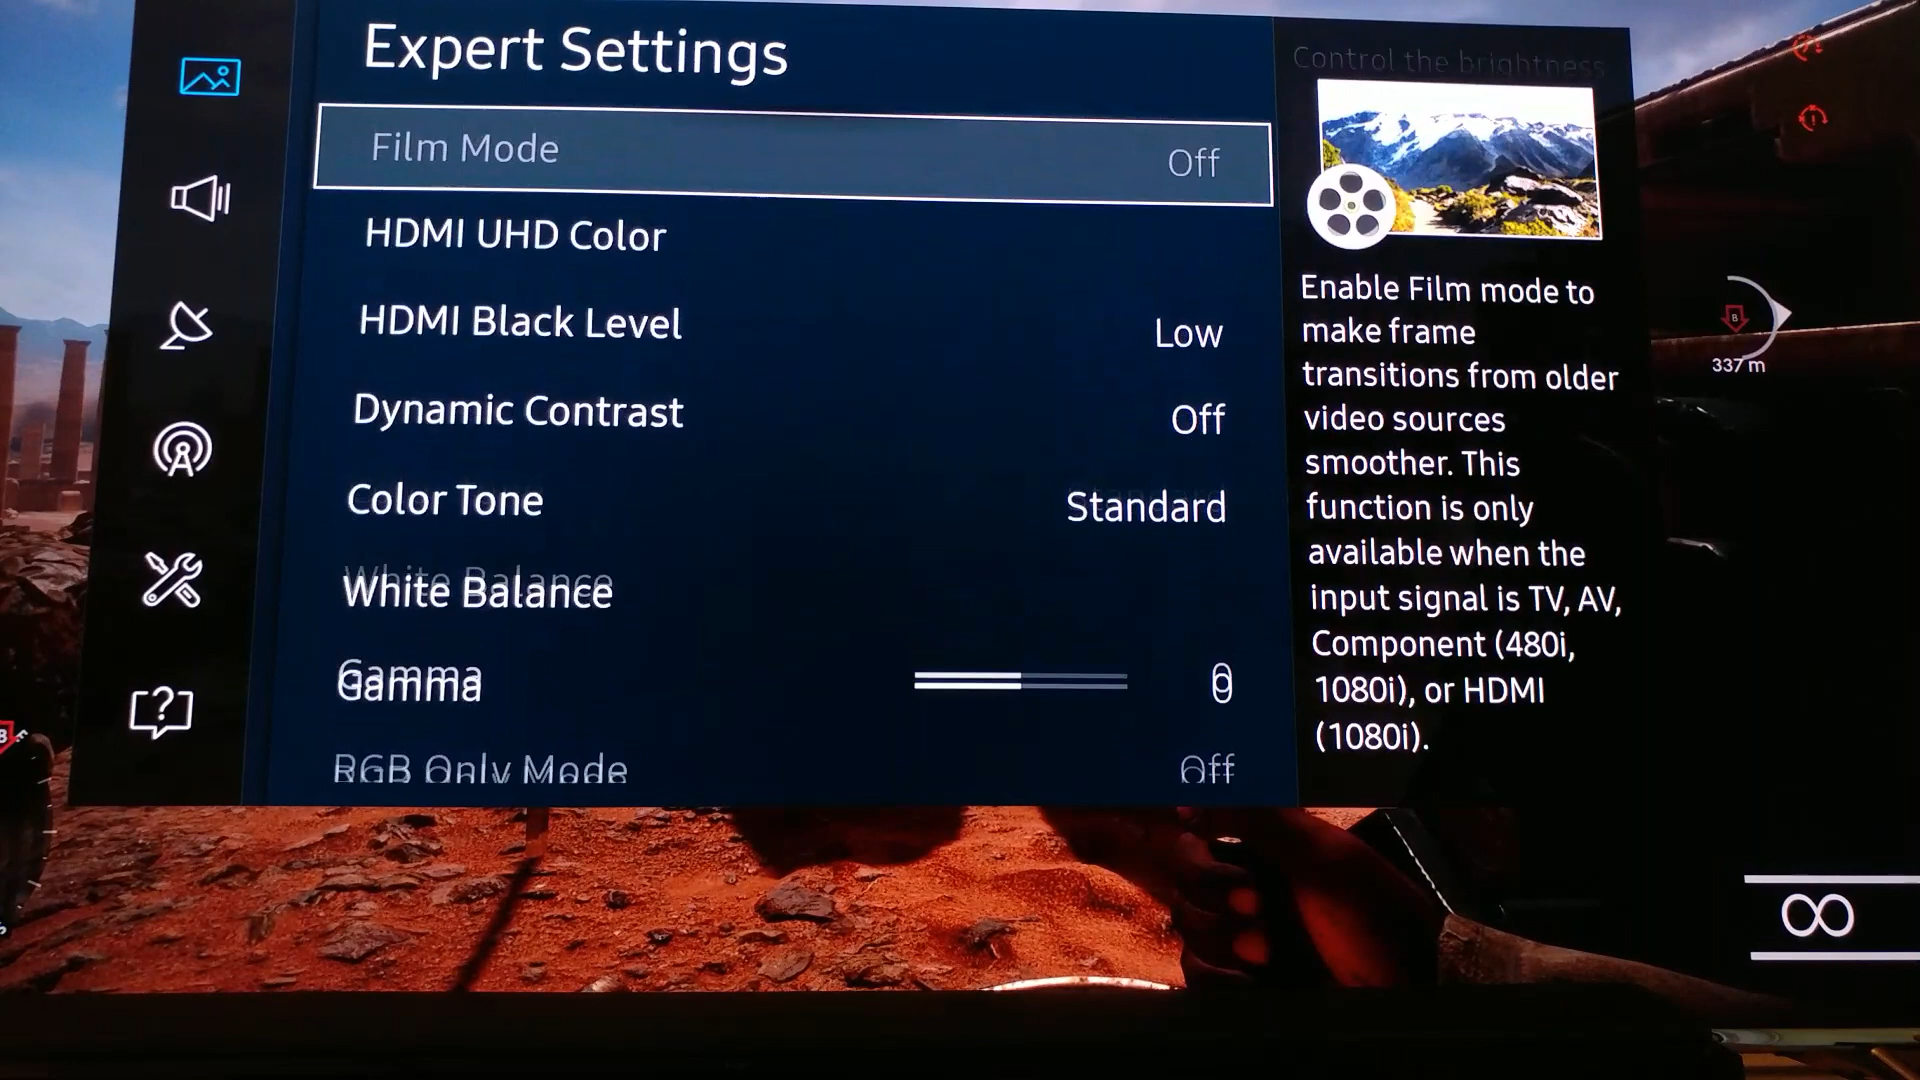 Expert Settings
Film Mode Off
HDMI UHD Color
HDMI Black Level Low
Dynamic Contrast Off
Color Tone Standard
White Balance
Gamma 0
RGB Only Mode Off
Control the brightness
Enable Film mode to
make frame
transitions from older
video sources
smoother. This
function is only
available when the
input signal is TV, AV,
Component (480i,
1080i), or HDMI
(1080i).
B
337 m
B